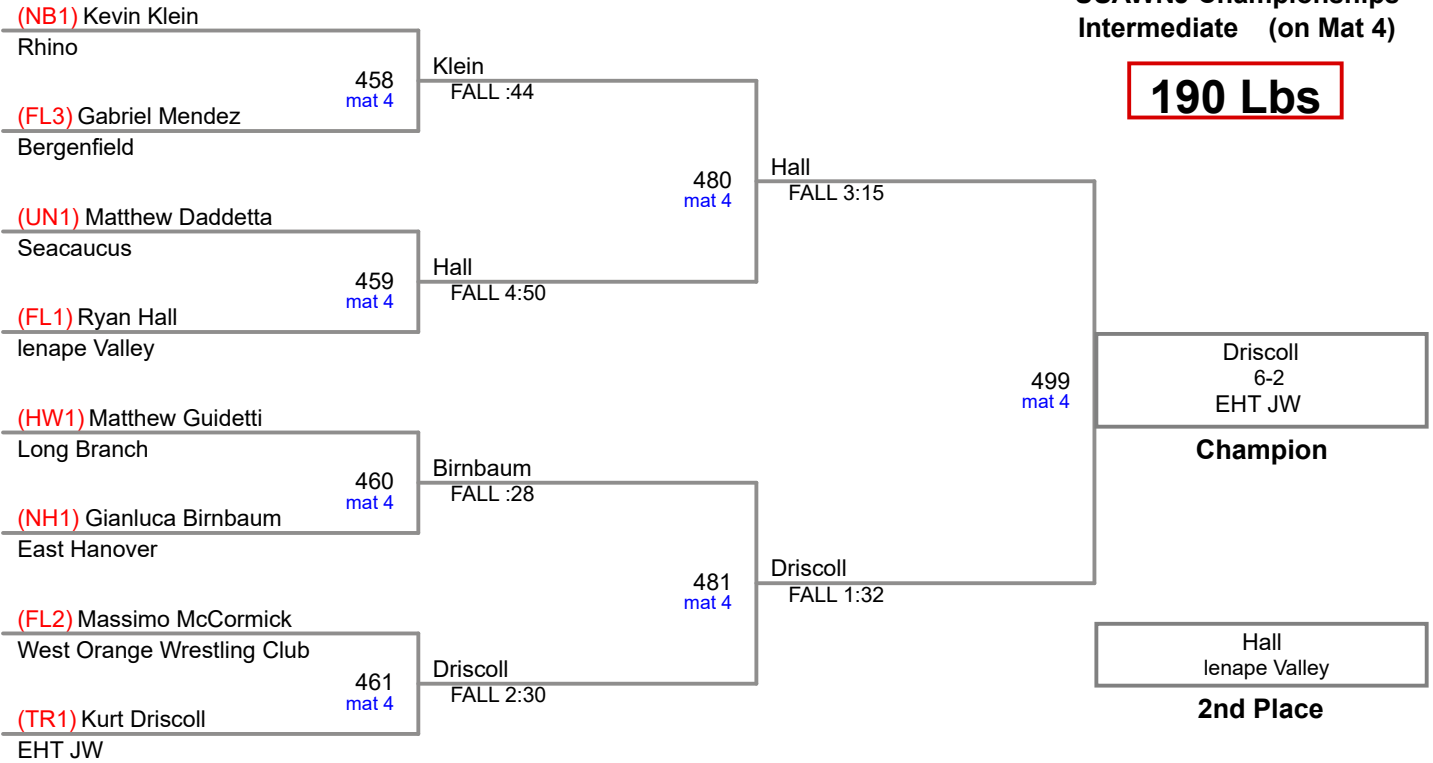 (NB1) Kevin Klein
Rhino
458
mat 4
(FL3) Gabriel Mendez
Bergenfield
(UN1) Matthew Daddetta
Seacaucus
459
mat 4
(FL1) Ryan Hall
lenape Valley
(HW1) Matthew Guidetti
Long Branch
460
mat 4
(NH1) Gianluca Birnbaum
East Hanover
(FL2) Massimo McCormick
West Orange Wrestling Club
461
mat 4
(TR1) Kurt Driscoll
EHT JW
Klein
FALL :44
480
mat 4
Hall
FALL 4:50
Birnbaum
FALL :28
481
mat 4
Driscoll
FALL 2:30
Hall
FALL 3:15
499
mat 4
Driscoll
FALL 1:32
USAWNJ Championships
Intermediate (on Mat 4)
190 Lbs
Driscoll
6-2
EHT JW
Champion
Hall
lenape Valley
2nd Place